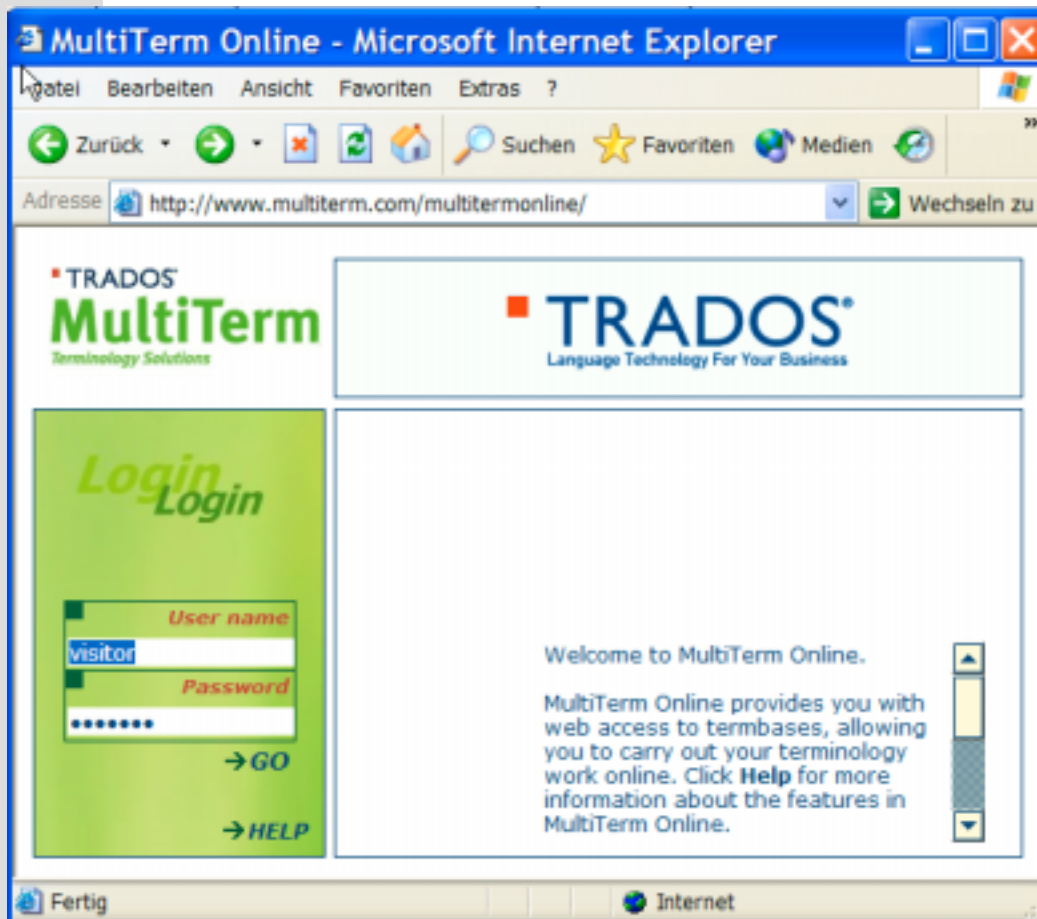 MultiTerm Online - Microsoft Internet Explorer
Datei Bearbeiten Ansicht Favoriten Extras ?
Zurück Suchen Favoriten Medien »
Adresse http://www.multiterm.com/multitermonline/ Wechseln zu
TRADOS®
MultiTerm
Terminology Solutions
TRADOS®
Language Technology For Your Business
Login
Login
User name
visitor
Password
•••••••
→GO
→HELP
Welcome to MultiTerm Online.
MultiTerm Online provides you with
web access to termbases, allowing
you to carry out your terminology
work online. Click Help for more
information about the features in
MultiTerm Online.
Fertig Internet